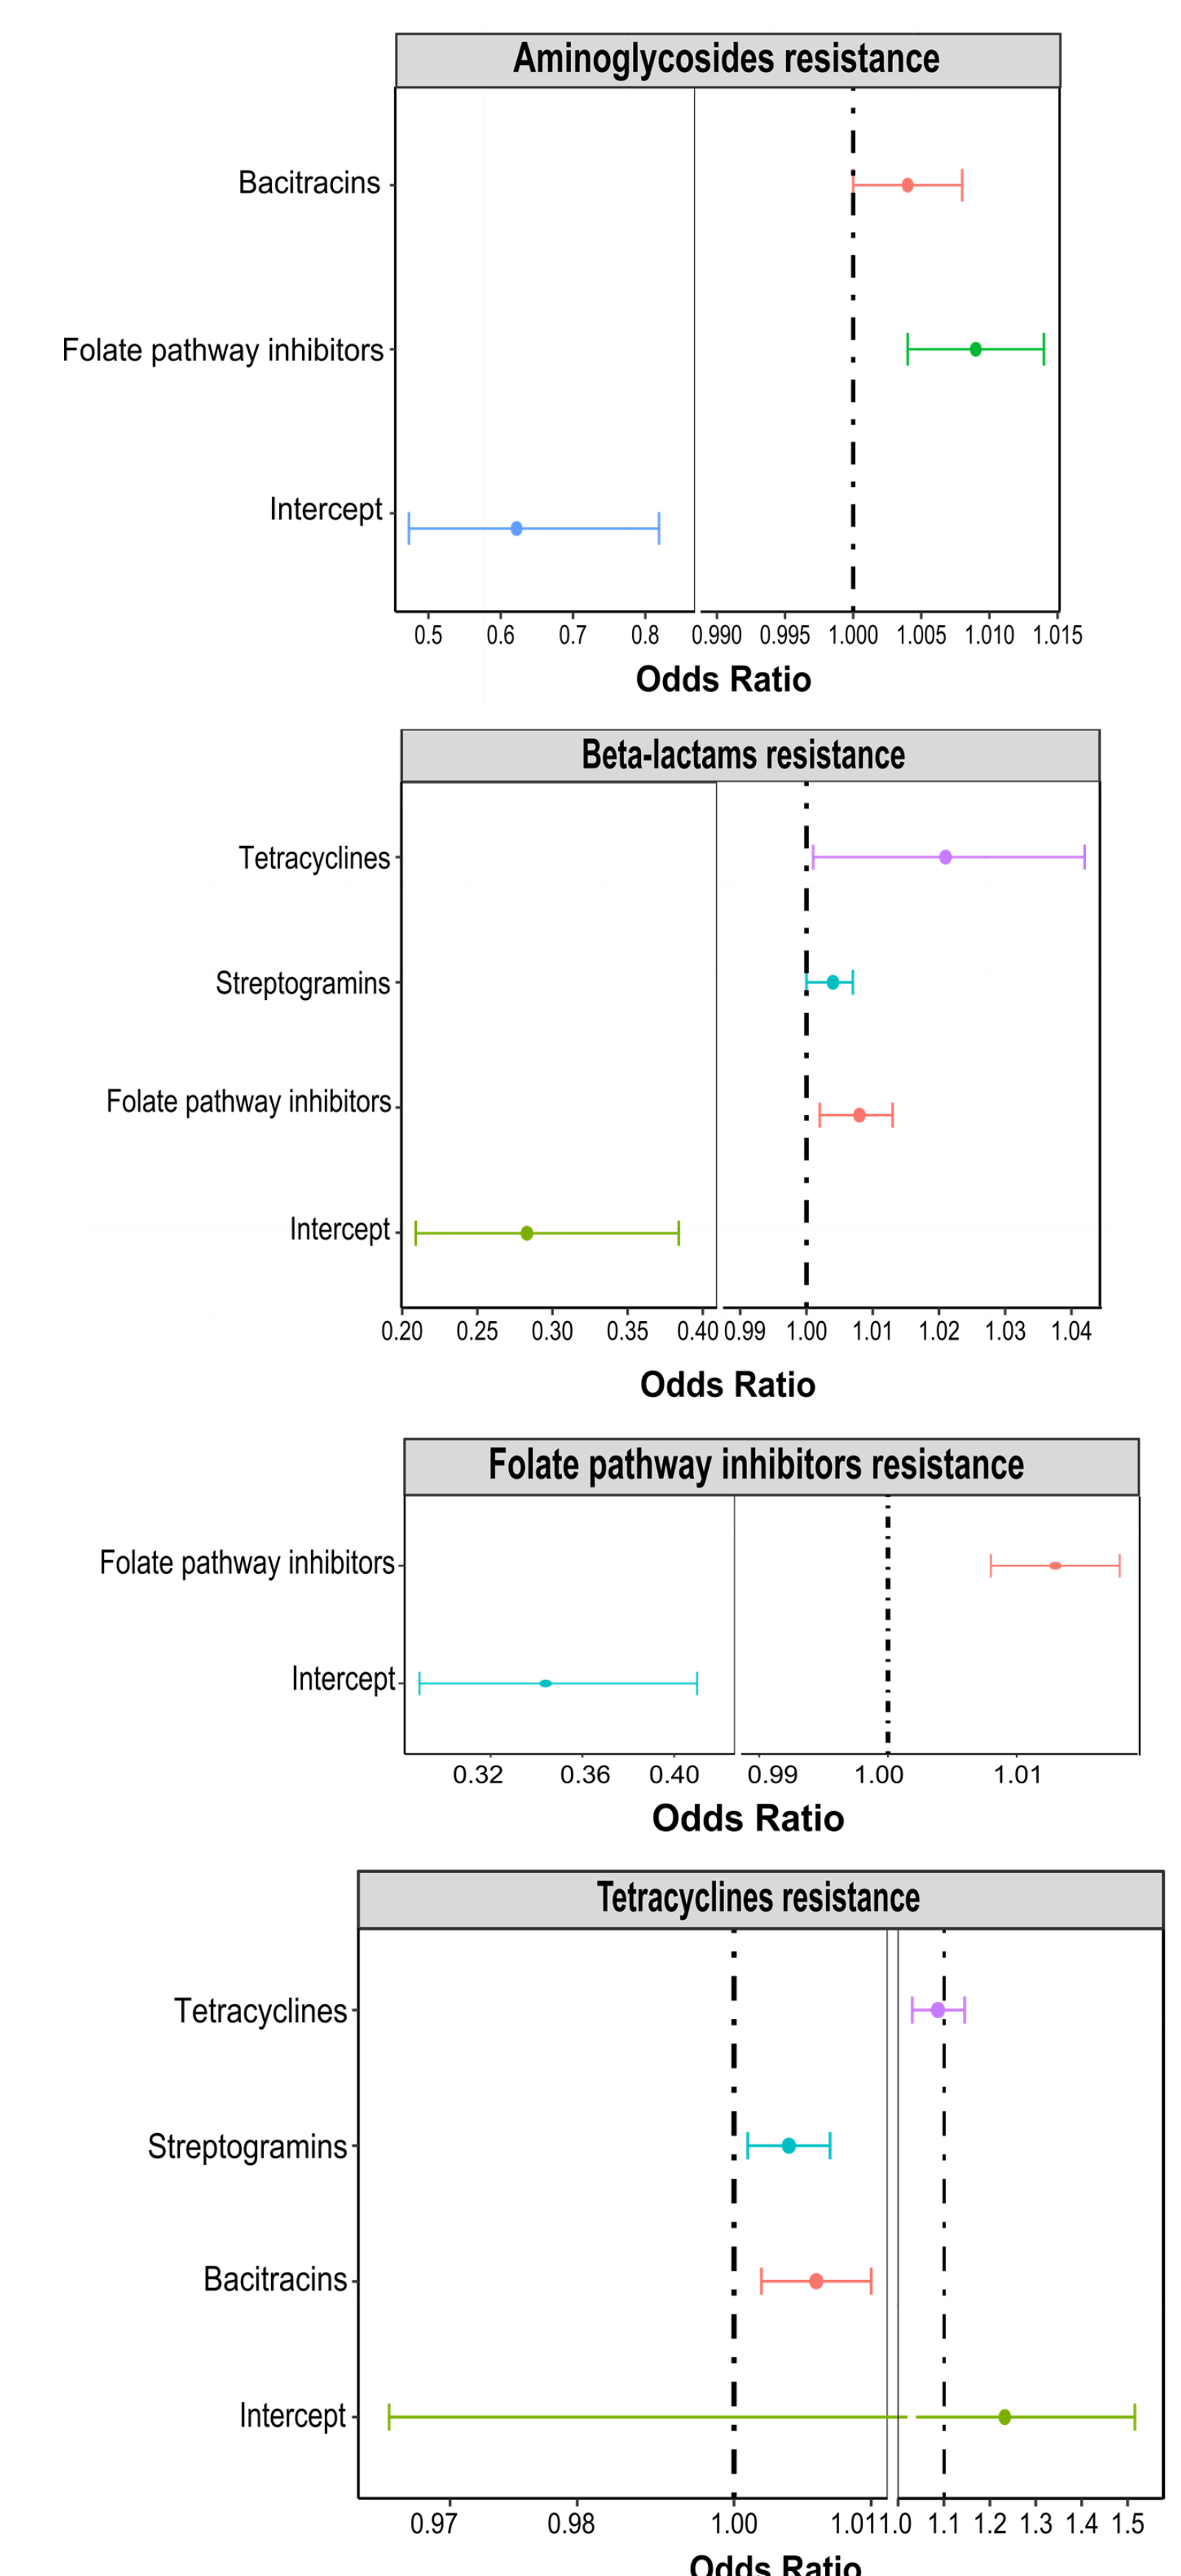 Aminoglycosides resistance
Bacitracins
Folate pathway inhibitors
Intercept
0.5 0.6 0.7 0.8 0.990 0.995 1.000 1.005 1.010 1.015
Odds Ratio
Beta-lactams resistance
Tetracyclines
Streptogramins
Folate pathway inhibitors
Intercept
0.20 0.25 0.30 0.35 0.40 0.99 1.00 1.01 1.02 1.03 1.04
Odds Ratio
Folate pathway inhibitors resistance
Folate pathway inhibitors
Intercept
0.32 0.36 0.40 0.99 1.00 1.01
Odds Ratio
Tetracyclines resistance
Tetracyclines
Streptogramins
Bacitracins
Intercept
0.97 0.98 1.00 1.01 1.0 1.1 1.2 1.3 1.4 1.5
Odds Ratio